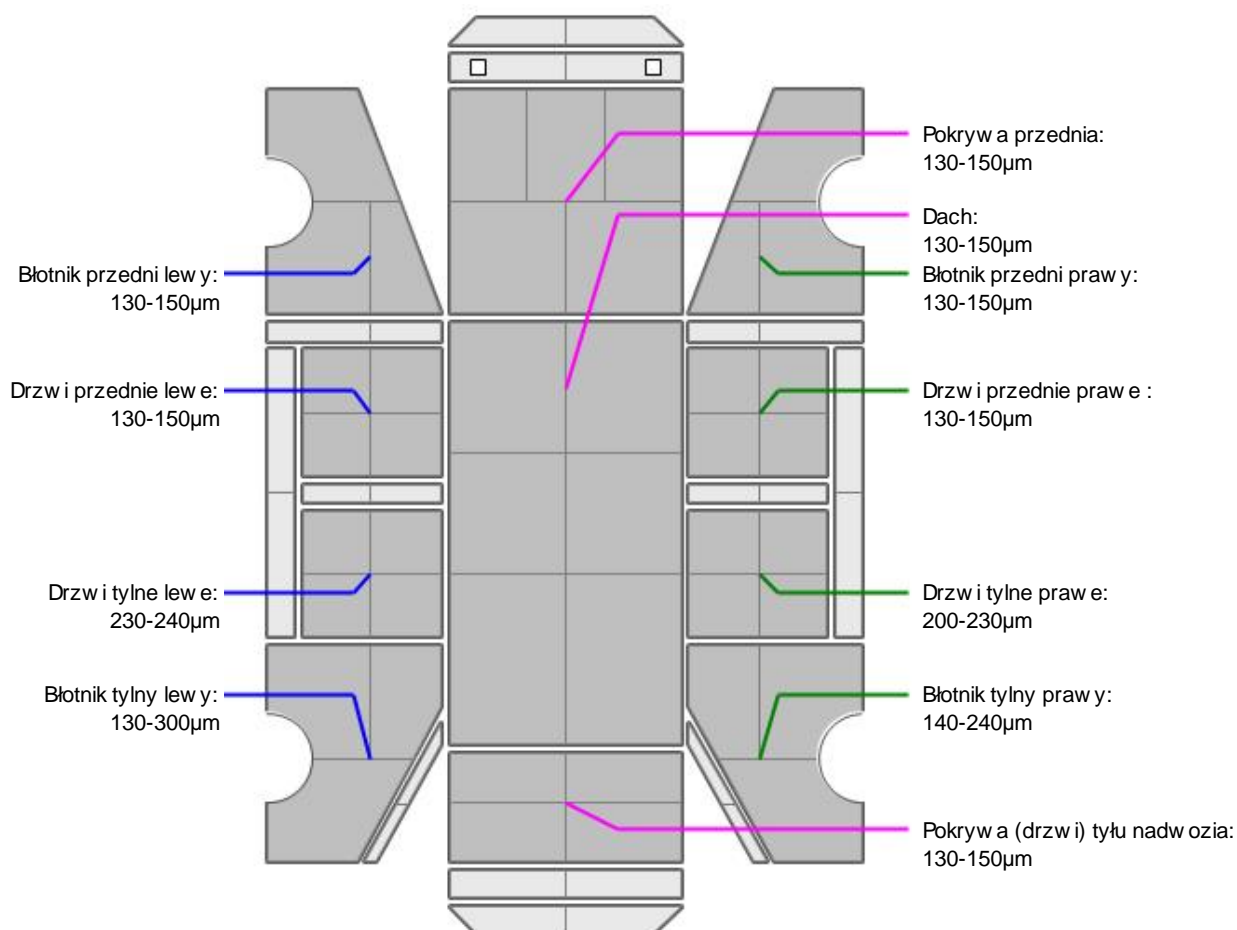 Pokrywa przednia:
130-150µm
Dach:
130-150µm
Błotnik przedni lewy:
130-150µm
Błotnik przedni prawy:
130-150µm
Drzwi przednie lewe:
130-150µm
Drzwi przednie prawe :
130-150µm
Drzwi tylne lewe:
230-240µm
Drzwi tylne prawe:
200-230µm
Błotnik tylny lewy:
130-300µm
Błotnik tylny prawy:
140-240µm
Pokrywa (drzwi) tyłu nadwozia:
130-150µm